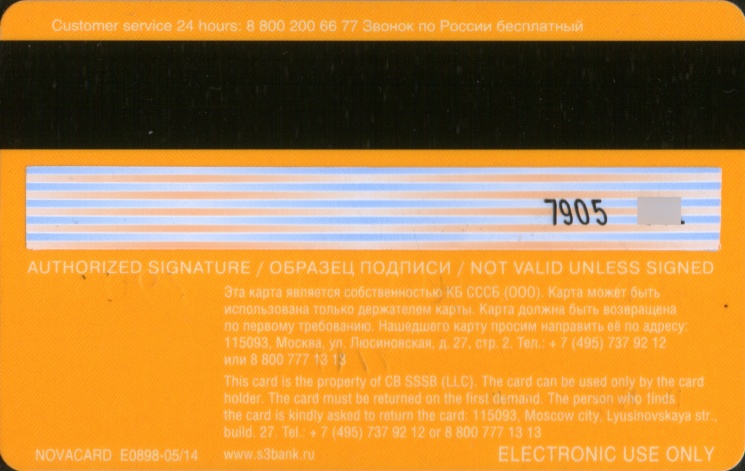 Customer service 24 hours: 8 800 200 66 77 Звонок по России бесплатный
7905
AUTHORIZED SIGNATURE / ОБРАЗЕЦ ПОДПИСИ / NOT VALID UNLESS SIGNED
Эта карта является собственностью КБ СССБ (ООО). Карта может быть
использована только держателем карты. Карта должна быть возвращена
по первому требованию. Нашедшего карту просим направить её по адресу:
115093, Москва, ул. Люсиновская, д. 27, стр. 2. Тел.: + 7 (495) 737 92 12
или 8 800 777 13 13
This card is the property of CB SSSB (LLC). The card can be used only by the card
holder. The card must be returned on the first demand. The person who finds
the card is kindly asked to return the card: 115093, Moscow city, Lyusinovskaya str.,
build. 27. Tel.: + 7 (495) 737 92 12 or 8 800 777 13 13
NOVACARD E0898-05/14 www.s3bank.ru ELECTRONIC USE ONLY